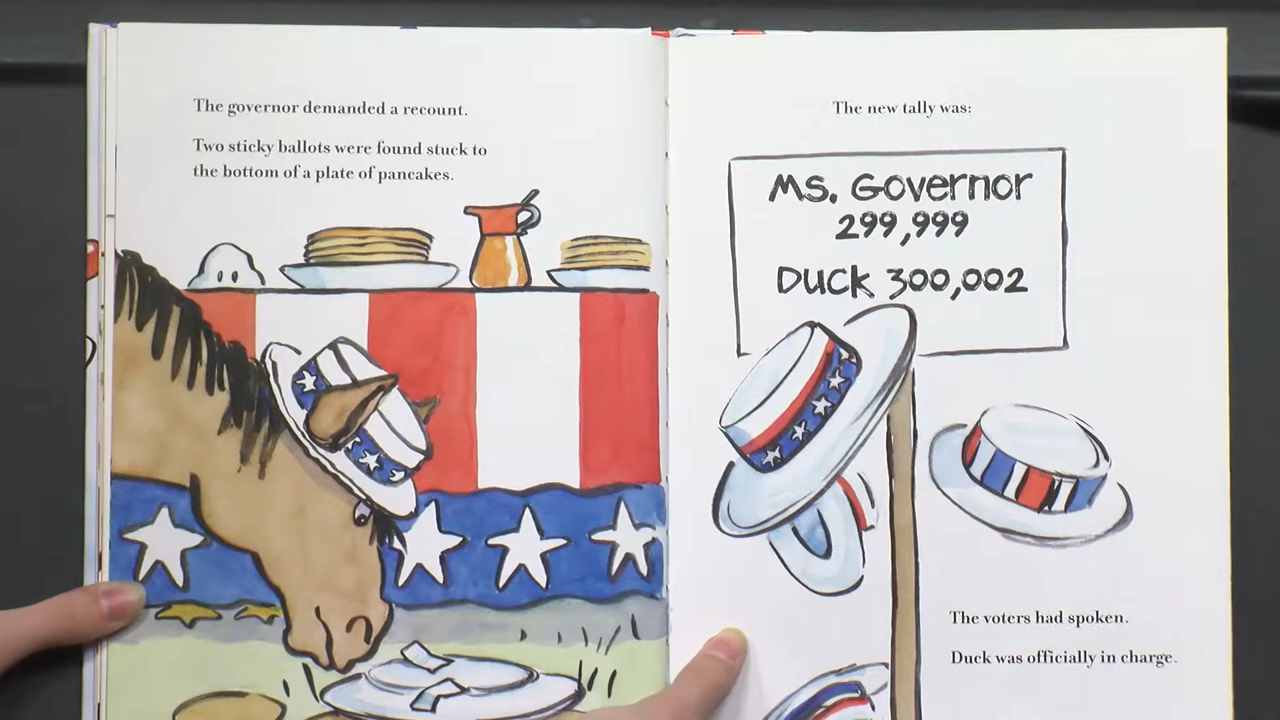 The governor demanded a recount.
Two sticky ballots were found stuck to
the bottom of a plate of pancakes.
The new tally was:
Ms. Governor
299,999
Duck 300,002
The voters had spoken.
Duck was officially in charge.